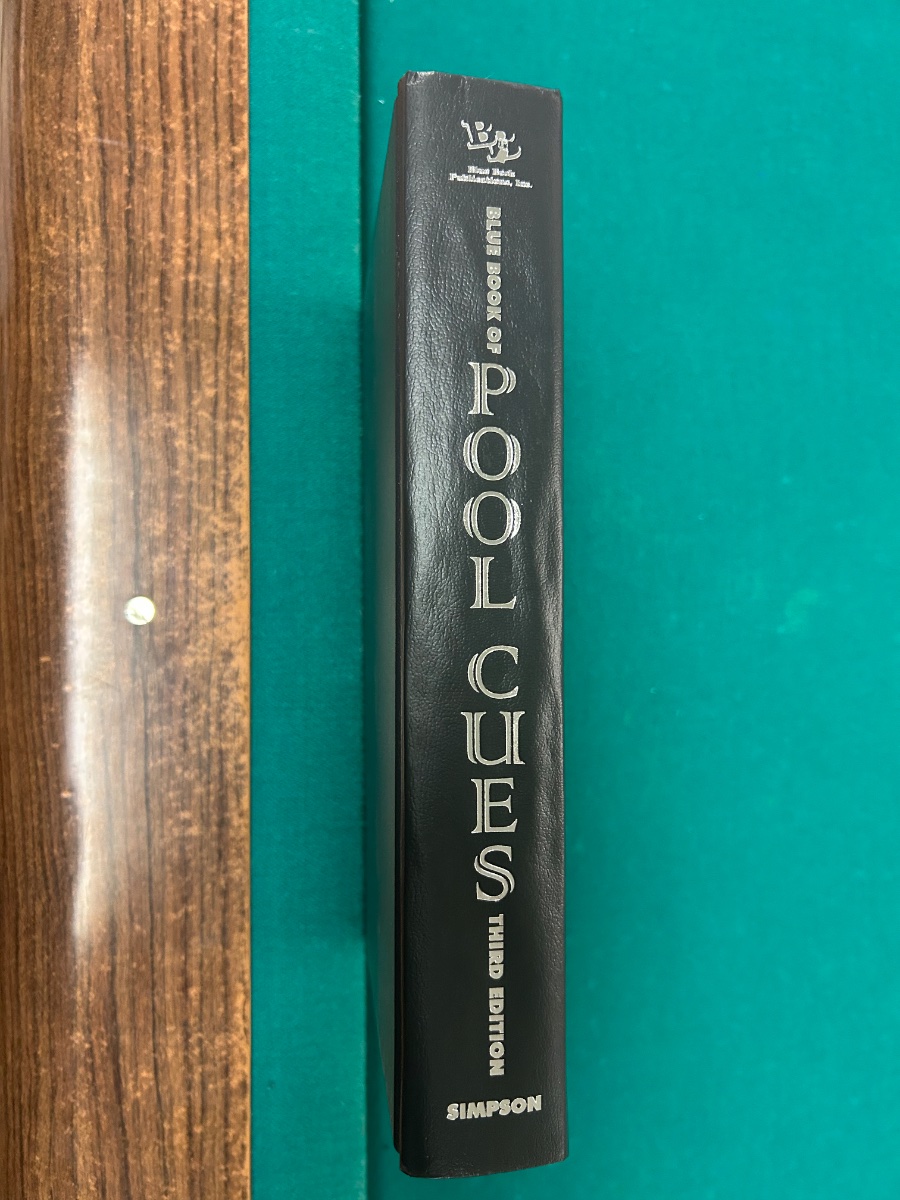 Blue Book
Publications, Inc.
BLUE BOOK OF
POOL CUES
THIRD EDITION
SIMPSON